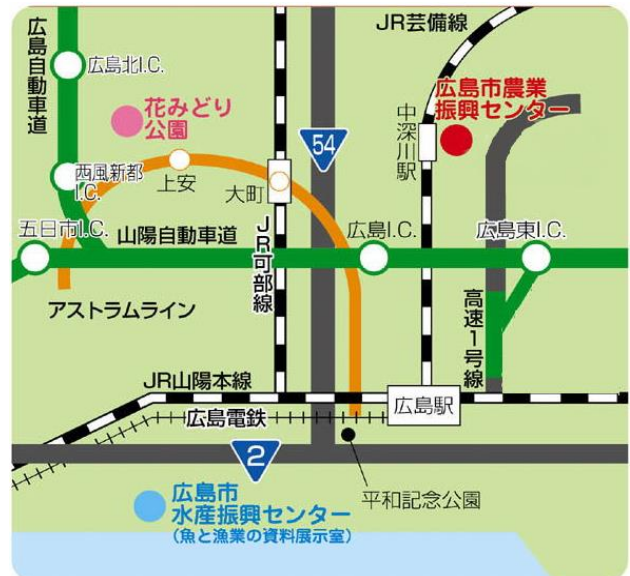 JR芸備線
広島自動車道
広島北I.C.
花みどり
公園
広島市農業
振興センター
中深川駅
54
西風新都
I.C.
上安
大町
五日市I.C.
山陽自動車道
JR可部線
広島I.C.
広島東I.C.
アストラムライン
高速1号線
JR山陽本線
広島電鉄
広島駅
2
平和記念公園
広島市
水産振興センター
(魚と漁業の資料展示室)